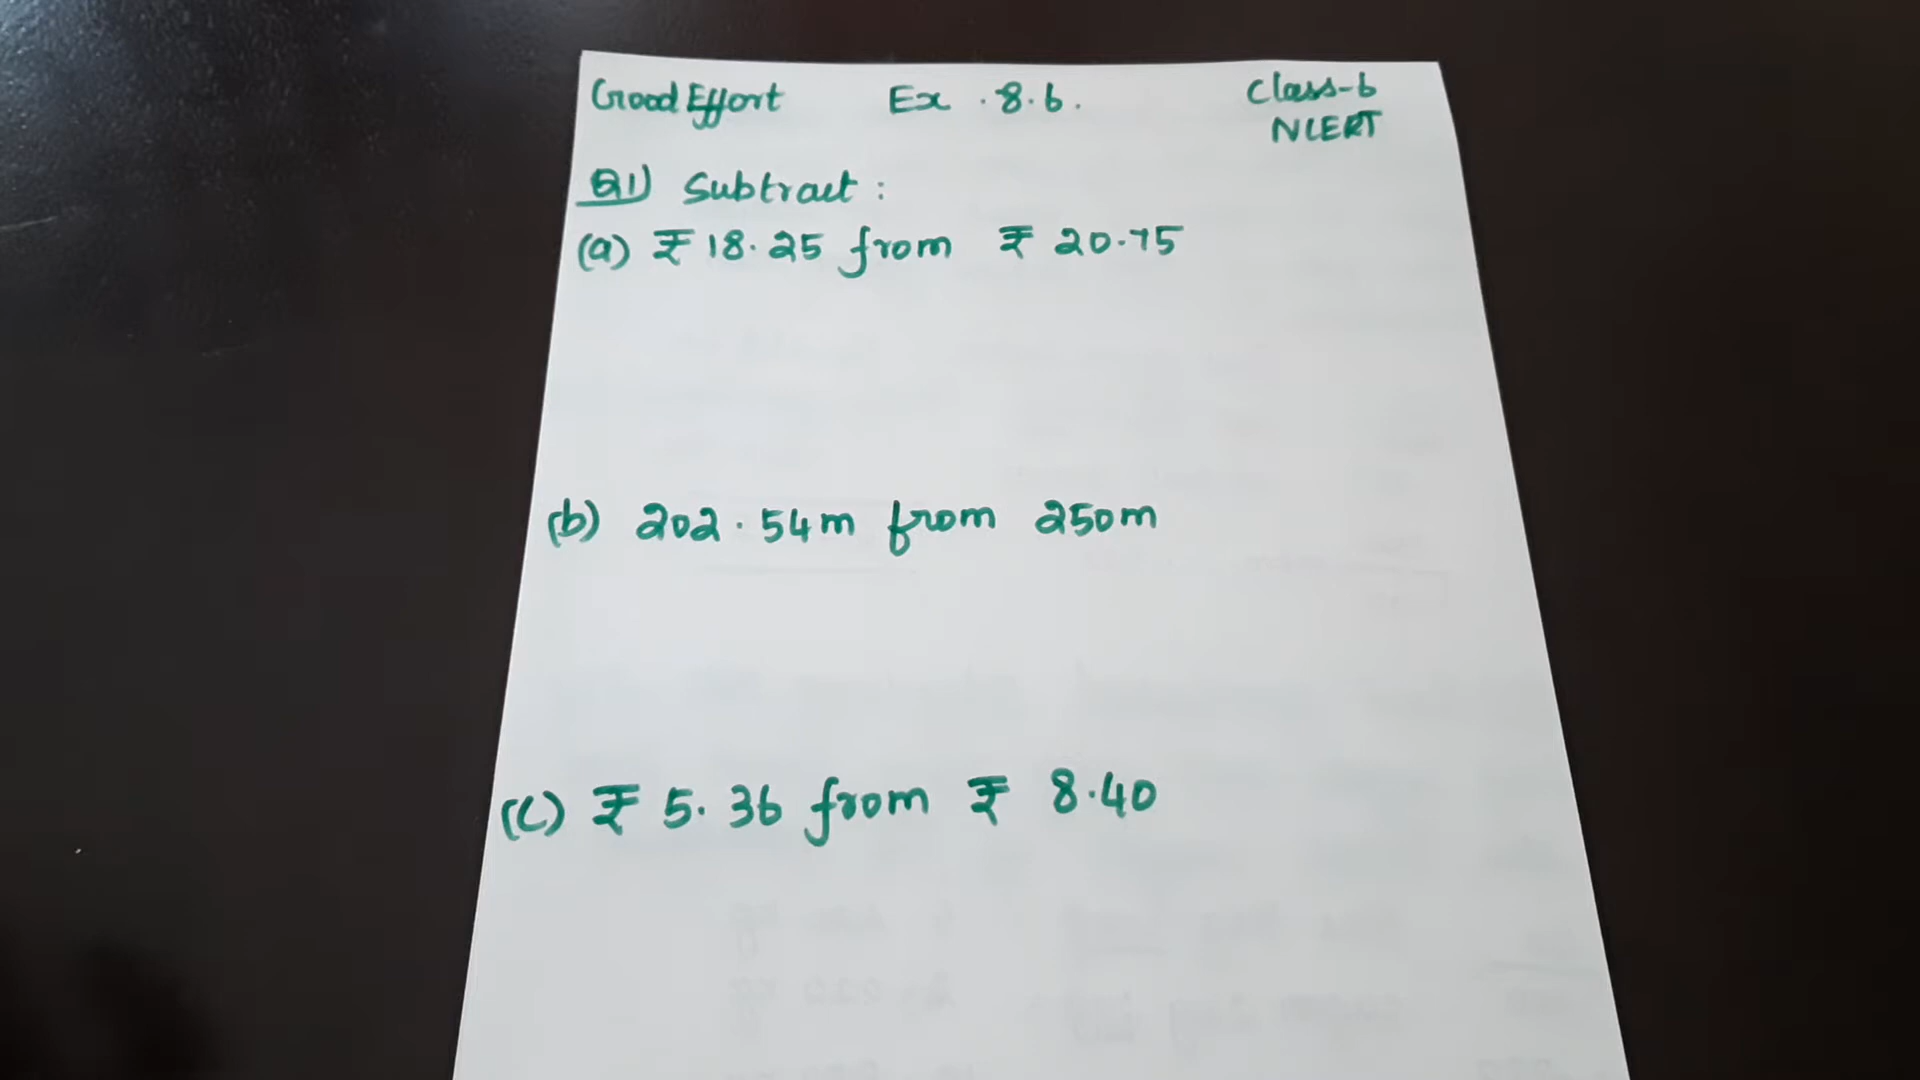 Good Effort Ex. 8.6. Class-6
NCERT
Q1) Subtract:
(a) ₹ 18.25 from ₹ 20.75
(b) 202.54m from 250m
(c) ₹ 5.36 from ₹ 8.40